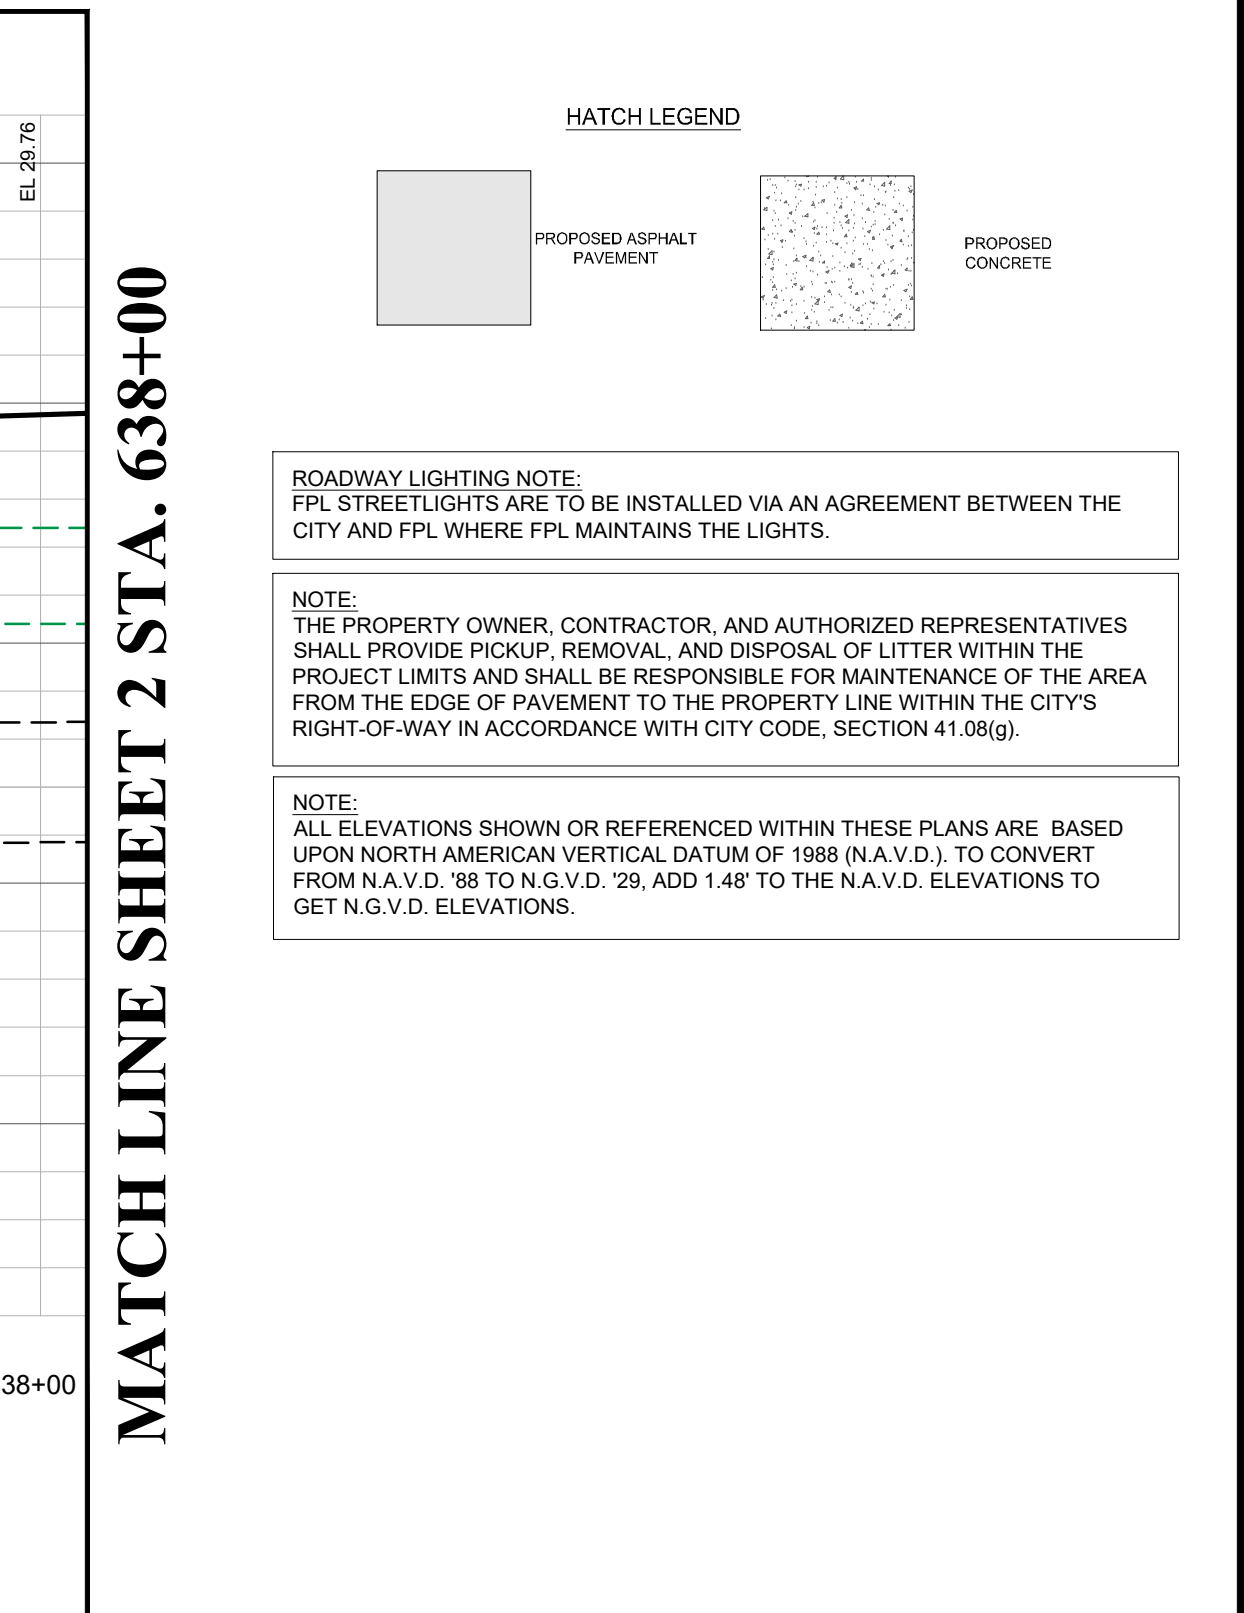 EL 29.76
38+00
MATCH LINE SHEET 2 STA. 638+00
HATCH LEGEND
PROPOSED ASPHALT
PAVEMENT
PROPOSED
CONCRETE
ROADWAY LIGHTING NOTE:
FPL STREETLIGHTS ARE TO BE INSTALLED VIA AN AGREEMENT BETWEEN THE
CITY AND FPL WHERE FPL MAINTAINS THE LIGHTS.
NOTE:
THE PROPERTY OWNER, CONTRACTOR, AND AUTHORIZED REPRESENTATIVES
SHALL PROVIDE PICKUP, REMOVAL, AND DISPOSAL OF LITTER WITHIN THE
PROJECT LIMITS AND SHALL BE RESPONSIBLE FOR MAINTENANCE OF THE AREA
FROM THE EDGE OF PAVEMENT TO THE PROPERTY LINE WITHIN THE CITY'S
RIGHT-OF-WAY IN ACCORDANCE WITH CITY CODE, SECTION 41.08(g).
NOTE:
ALL ELEVATIONS SHOWN OR REFERENCED WITHIN THESE PLANS ARE  BASED
UPON NORTH AMERICAN VERTICAL DATUM OF 1988 (N.A.V.D.). TO CONVERT
FROM N.A.V.D. '88 TO N.G.V.D. '29, ADD 1.48' TO THE N.A.V.D. ELEVATIONS TO
GET N.G.V.D. ELEVATIONS.